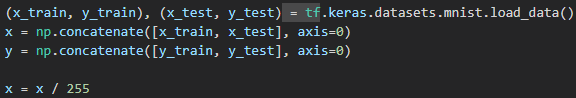 (x_train, y_train), (x_test, y_test) = tf.keras.datasets.mnist.load_data()
x = np.concatenate([x_train, x_test], axis=0)
y = np.concatenate([y_train, y_test], axis=0)
x = x / 255